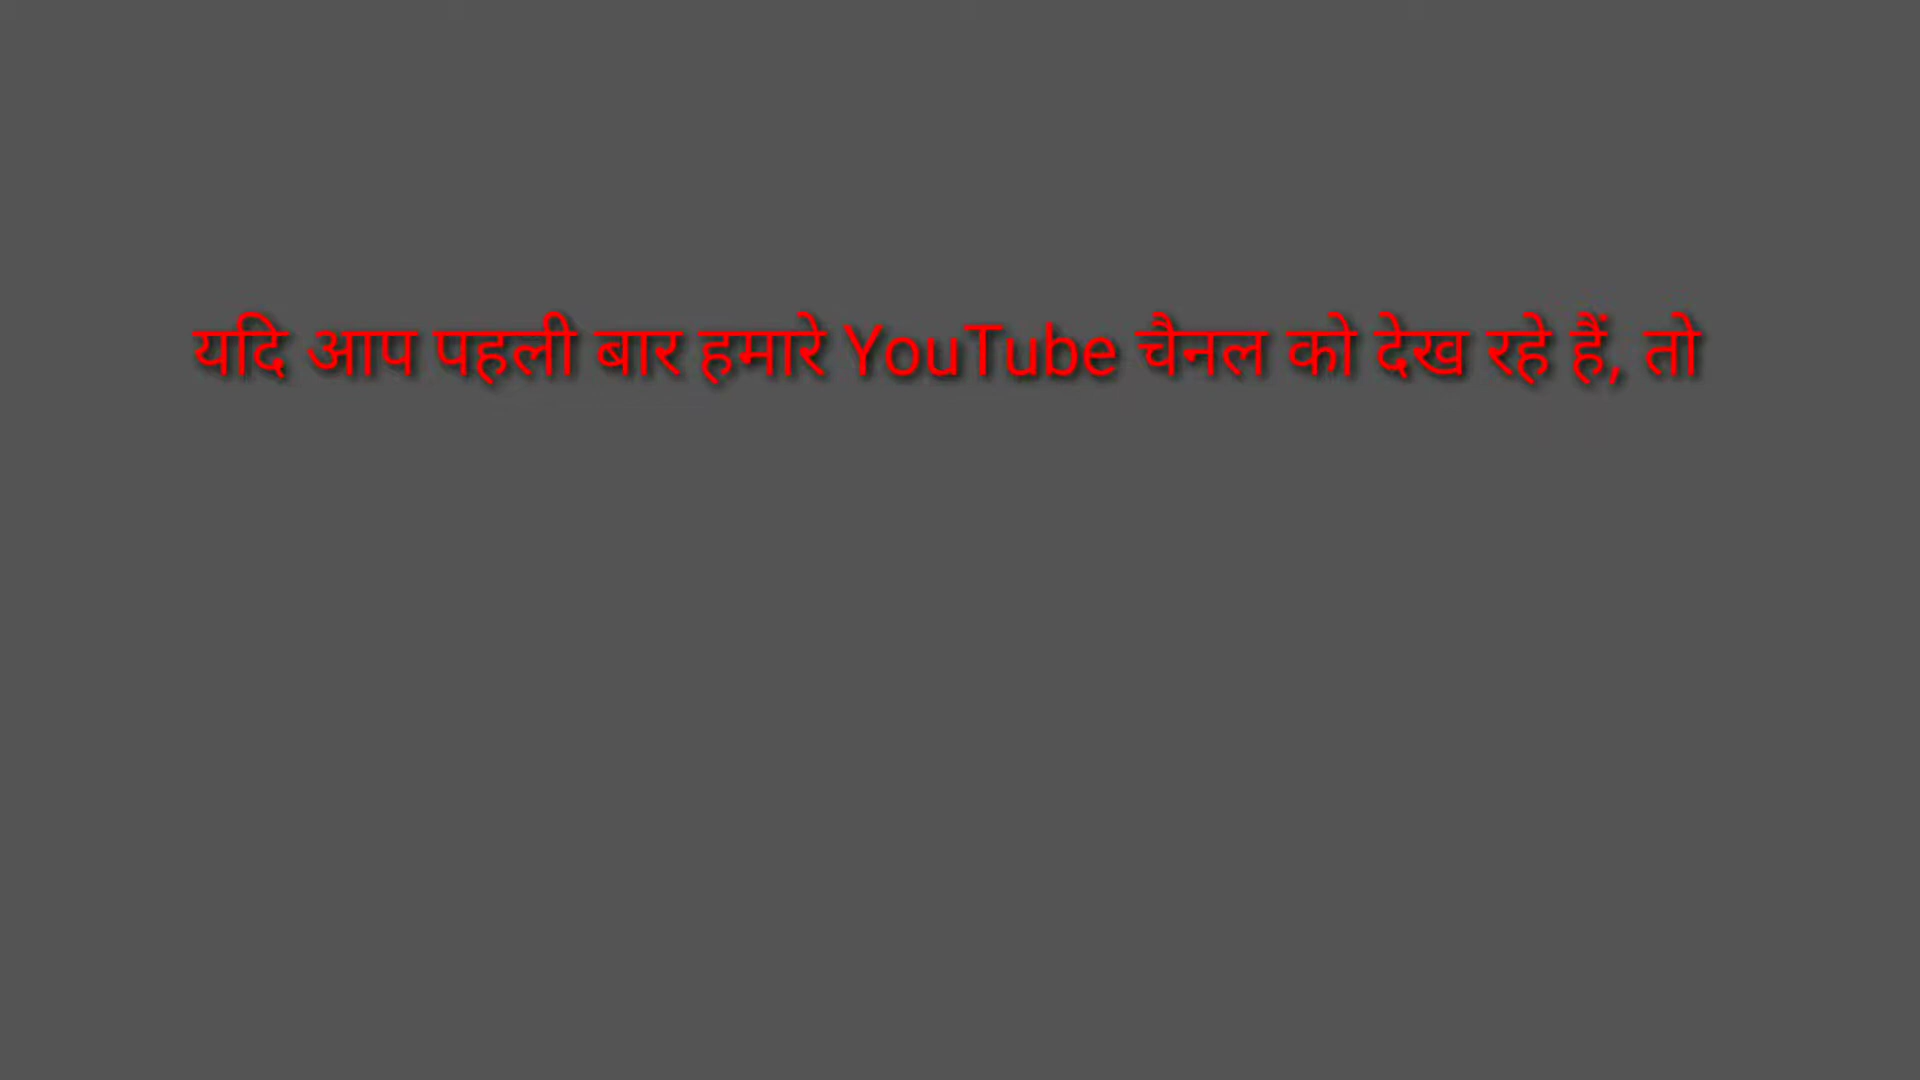 यदि आप पहली बार हमारे YouTube चैनल को देख रहे हैं, तो